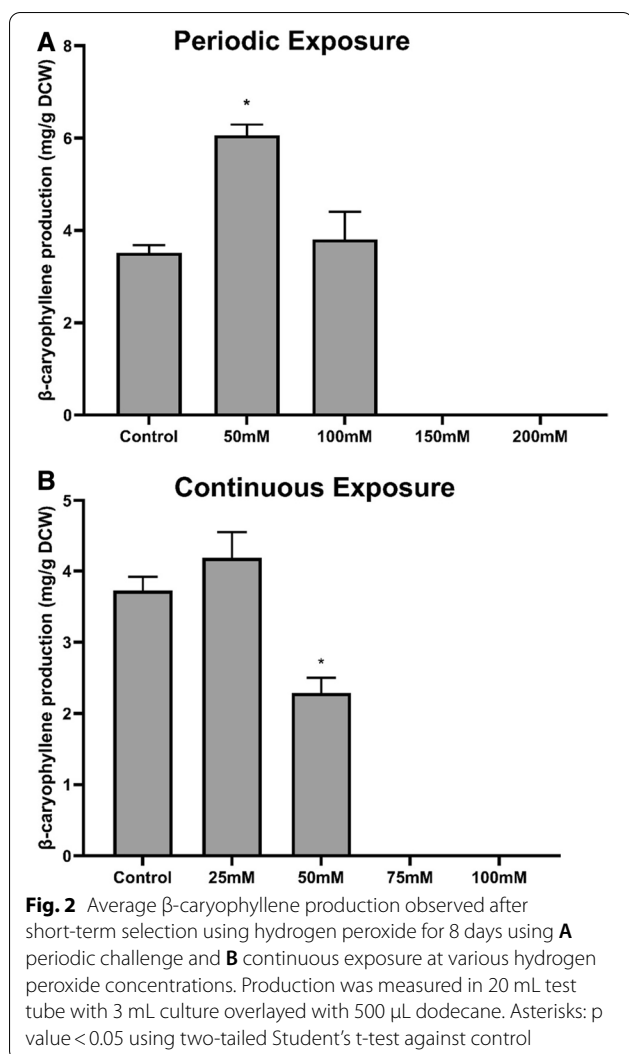 A
Periodic Exposure
β-caryophyllene production (mg/g DCW)
8
6
4
2
0
*
Control 50mM 100mM 150mM 200mM
B
Continuous Exposure
β-caryophyllene production (mg/g DCW)
5
4
3
2
1
0
*
Control 25mM 50mM 75mM 100mM
Fig. 2 Average β-caryophyllene production observed after
short-term selection using hydrogen peroxide for 8 days using A
periodic challenge and B continuous exposure at various hydrogen
peroxide concentrations. Production was measured in 20 mL test
tube with 3 mL culture overlayed with 500 µL dodecane. Asterisks: p
value < 0.05 using two-tailed Student's t-test against control